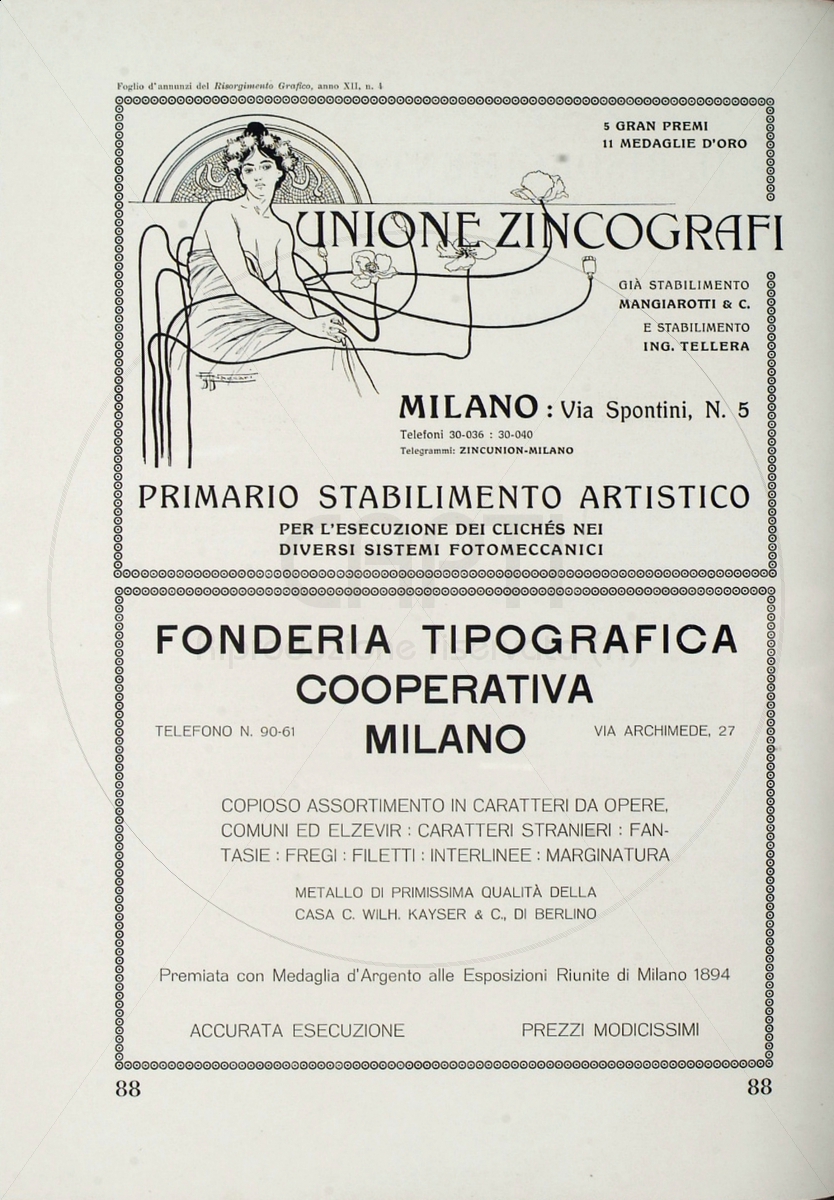 Foglio d'annunzi del Risorgimento Grafico, anno XII, n. 4
5 GRAN PREMI
11 MEDAGLIE D'ORO
UNIONE ZINCOGRAFI
GIÀ STABILIMENTO
MANGIAROTTI & C.
E STABILIMENTO
ING. TELLERA
MILANO : Via Spontini, N. 5
Telefoni 30-036 : 30-040
Telegrammi: ZINCUNION-MILANO
PRIMARIO STABILIMENTO ARTISTICO
PER L'ESECUZIONE DEI CLICHÉS NEI
DIVERSI SISTEMI FOTOMECCANICI
CAPTI
riproduzione riservata (n)
FONDERIA TIPOGRAFICA
COOPERATIVA
TELEFONO N. 90-61
MILANO
VIA ARCHIMEDE, 27
COPIOSO ASSORTIMENTO IN CARATTERI DA OPERE,
COMUNI ED ELZEVIR : CARATTERI STRANIERI : FAN-
TASIE : FREGI : FILETTI : INTERLINEE : MARGINATURA
METALLO DI PRIMISSIMA QUALITÀ DELLA
CASA C. WILH. KAYSER & C., DI BERLINO
Premiata con Medaglia d'Argento alle Esposizioni Riunite di Milano 1894
ACCURATA ESECUZIONE
PREZZI MODICISSIMI
88
88